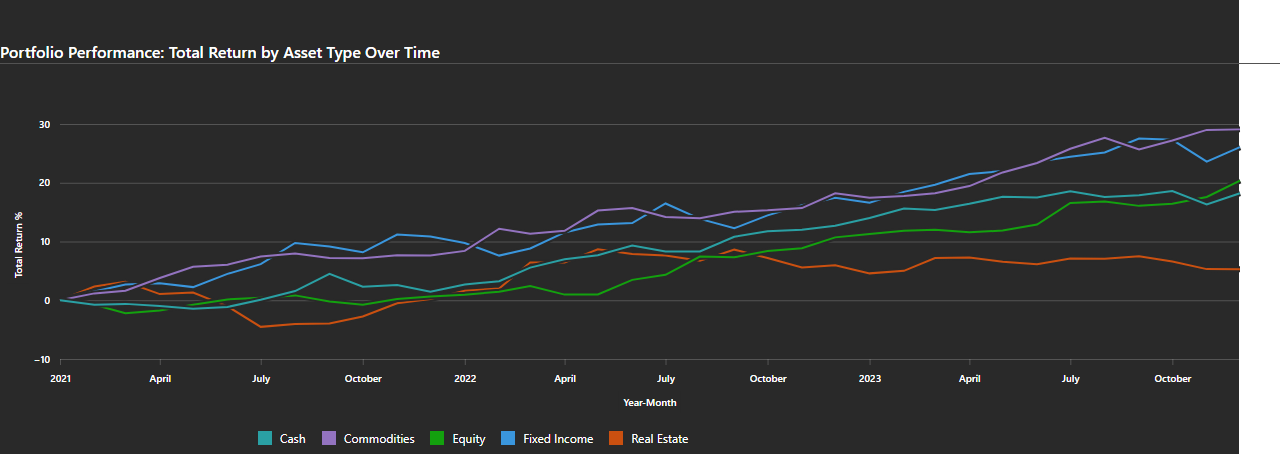 Portfolio Performance: Total Return by Asset Type Over Time
30
20
10
0
−10
Total Return %
2021 April July October 2022 April July October 2023 April July October
Year-Month
Cash Commodities Equity Fixed Income Real Estate